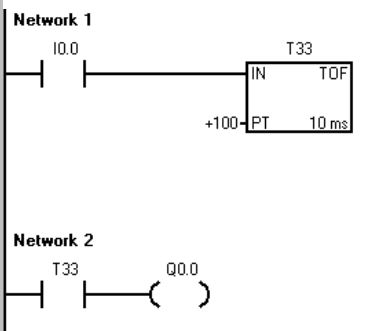 Network 1
I0.0 T33
IN TOF
+100 PT 10 ms
Network 2
T33 Q0.0